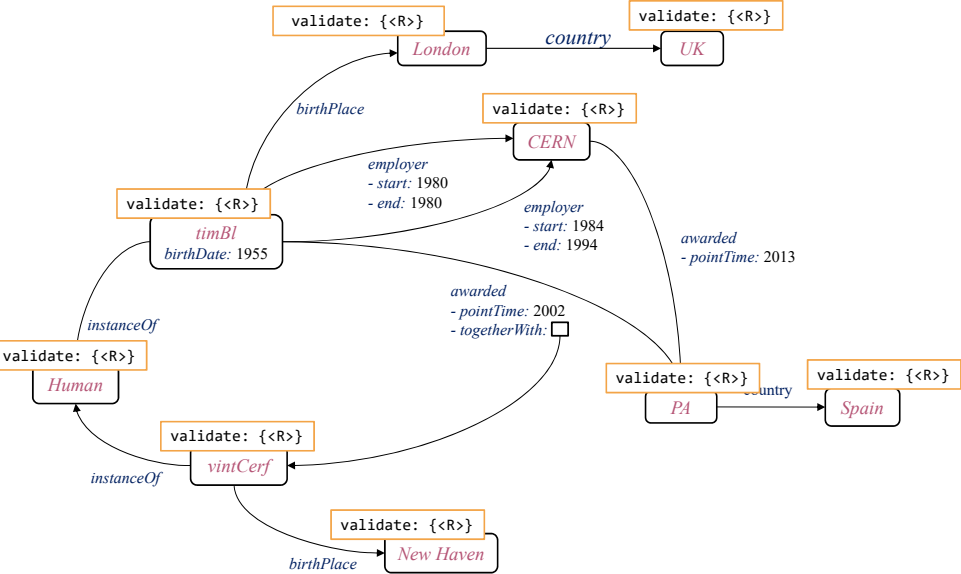 validate: {<R>}
London
country
validate: {<R>}
UK
birthPlace
validate: {<R>}
CERN
employer
- start: 1980
- end: 1980
validate: {<R>}
timBl
birthDate: 1955
employer
- start: 1984
- end: 1994
awarded
- pointTime: 2013
awarded
- pointTime: 2002
- togetherWith:
instanceOf
validate: {<R>}
Human
validate: {<R>}
PA
country
validate: {<R>}
Spain
validate: {<R>}
vintCerf
instanceOf
validate: {<R>}
New Haven
birthPlace